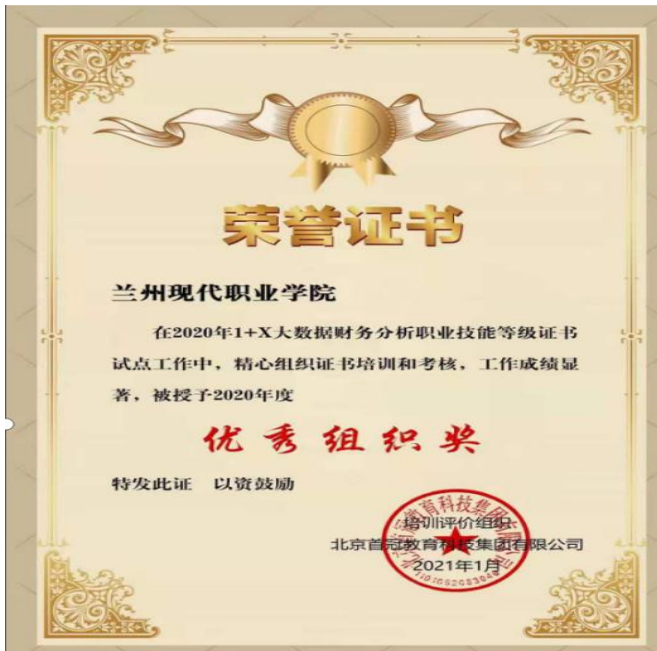 荣誉证书
兰州现代职业学院
在2020年1+X大数据财务分析职业技能等级证书
试点工作中，精心组织证书培训和考核，工作成绩显
著，被授予2020年度
优秀组织奖
特发此证 以资鼓励
培训评价组织
北京首冠教育科技集团有限公司
2021年1月